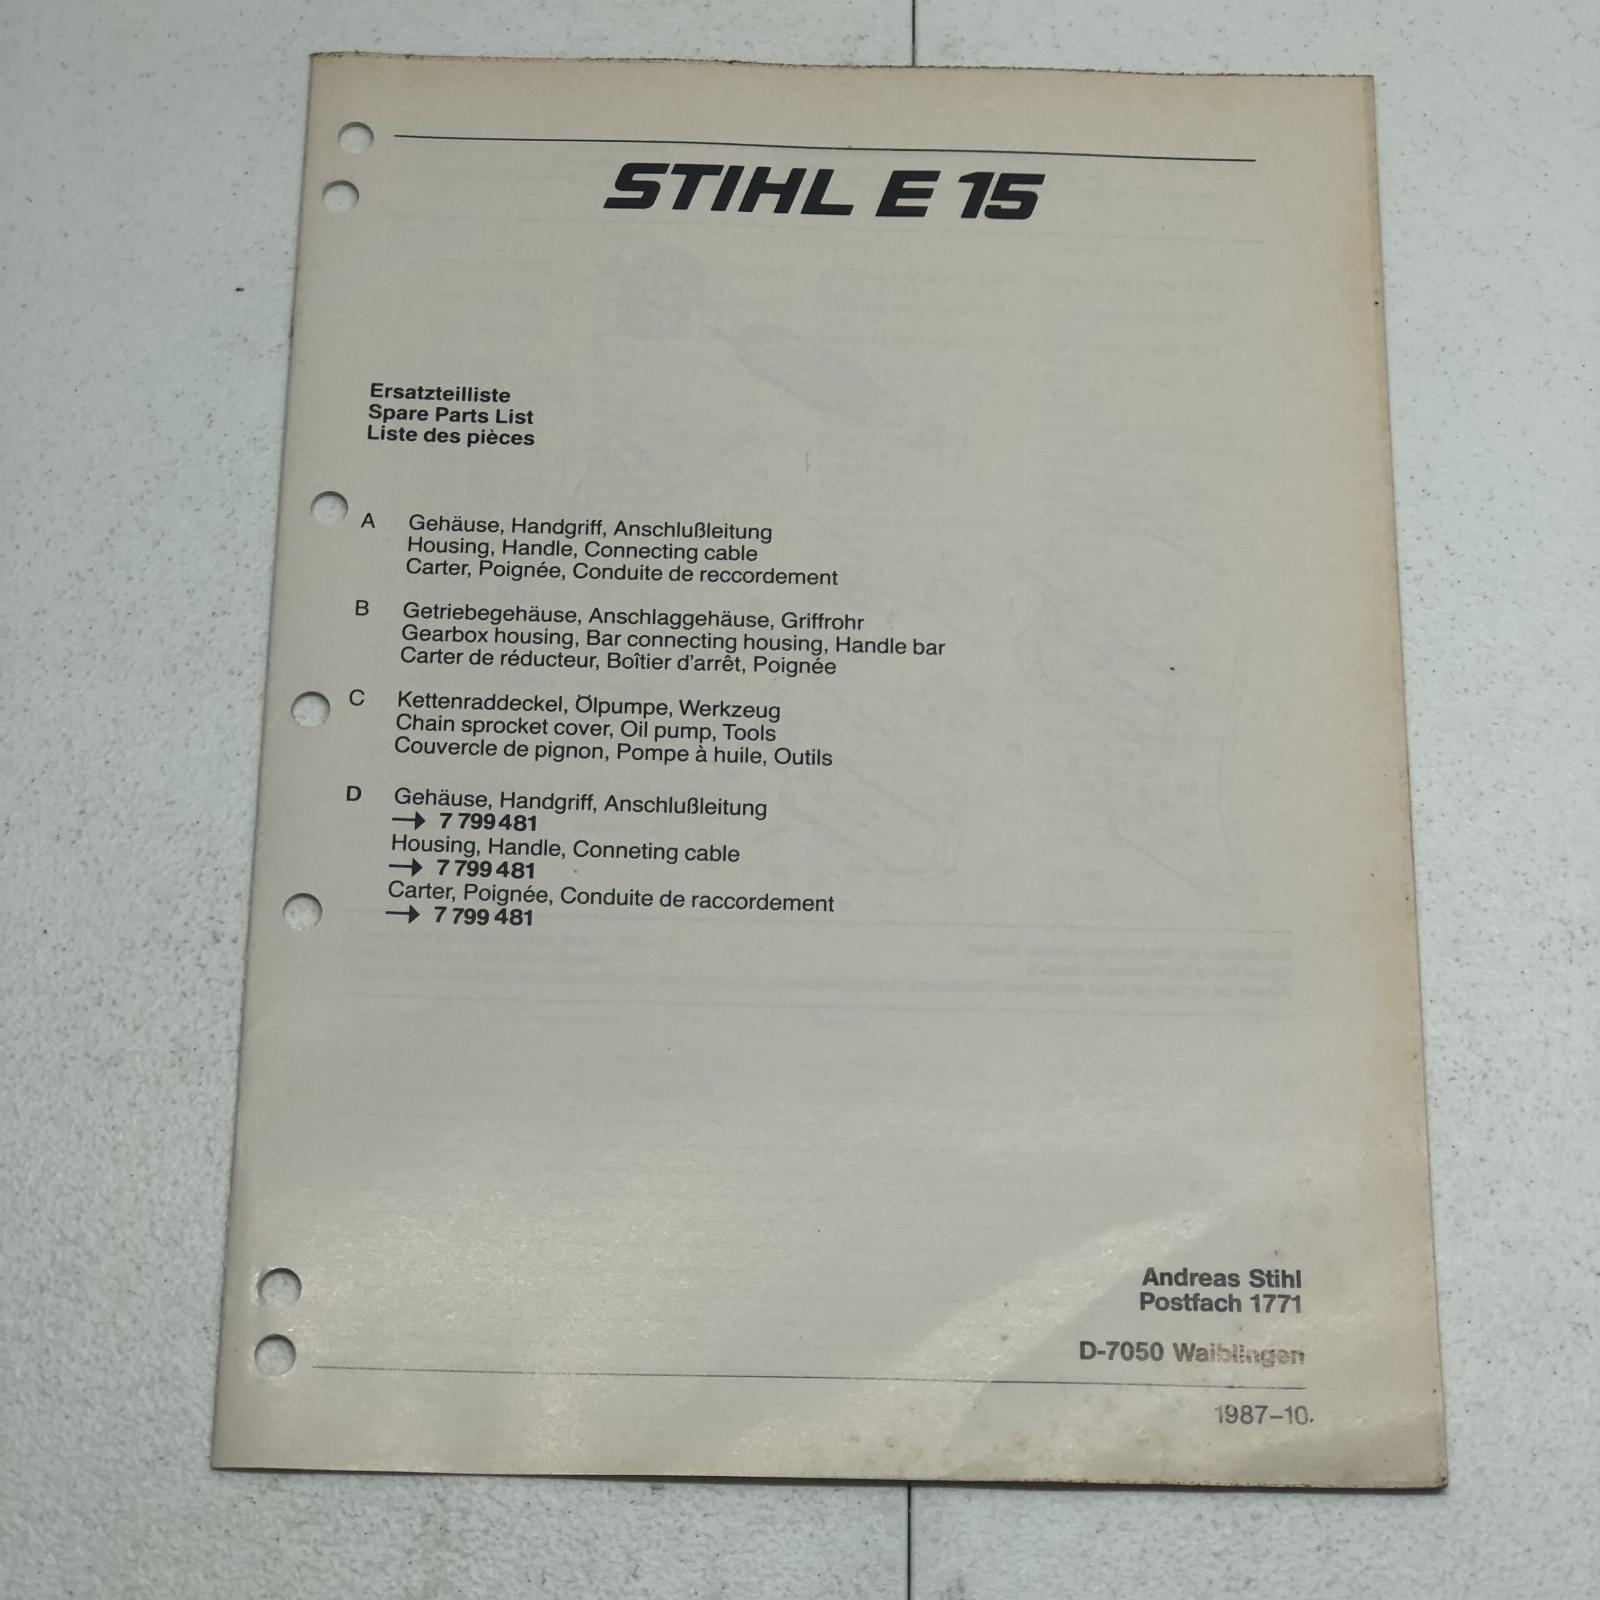 STIHL E 15
Ersatzteilliste
Spare Parts List
Liste des pièces
A Gehäuse, Handgriff, Anschlußleitung
Housing, Handle, Connecting cable
Carter, Poignée, Conduite de reccordement
B Getriebegehäuse, Anschlaggehäuse, Griffrohr
Gearbox housing, Bar connecting housing, Handle bar
Carter de réducteur, Boîtier d'arrêt, Poignée
C Kettenraddeckel, Ölpumpe, Werkzeug
Chain sprocket cover, Oil pump, Tools
Couvercle de pignon, Pompe à huile, Outils
D Gehäuse, Handgriff, Anschlußleitung
→ 7 799 481
Housing, Handle, Conneting cable
→ 7 799 481
Carter, Poignée, Conduite de raccordement
→ 7 799 481
Andreas Stihl
Postfach 1771
D-7050 Waiblingen
1987–10.